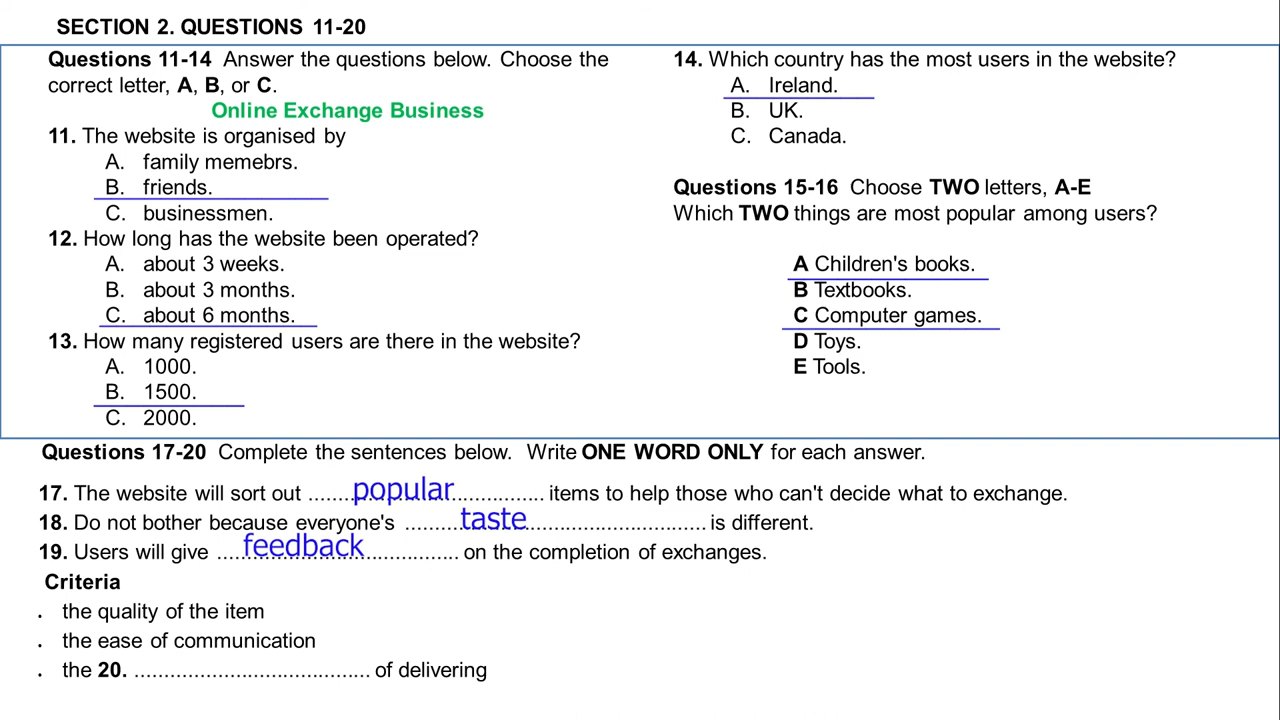 SECTION 2. QUESTIONS 11-20
Questions 11-14 Answer the questions below. Choose the
correct letter, A, B, or C.
Online Exchange Business
11. The website is organised by
A. family memebrs.
B. friends.
C. businessmen.
12. How long has the website been operated?
A. about 3 weeks.
B. about 3 months.
C. about 6 months.
13. How many registered users are there in the website?
A. 1000.
B. 1500.
C. 2000.
14. Which country has the most users in the website?
A. Ireland.
B. UK.
C. Canada.
Questions 15-16 Choose TWO letters, A-E
Which TWO things are most popular among users?
A Children's books.
B Textbooks.
C Computer games.
D Toys.
E Tools.
Questions 17-20 Complete the sentences below. Write ONE WORD ONLY for each answer.
17. The website will sort out ........popular............... items to help those who can't decide what to exchange.
18. Do not bother because everyone's .........taste.............................. is different.
19. Users will give ....feedback................ on the completion of exchanges.
Criteria
. the quality of the item
. the ease of communication
. the 20. ........................................ of delivering